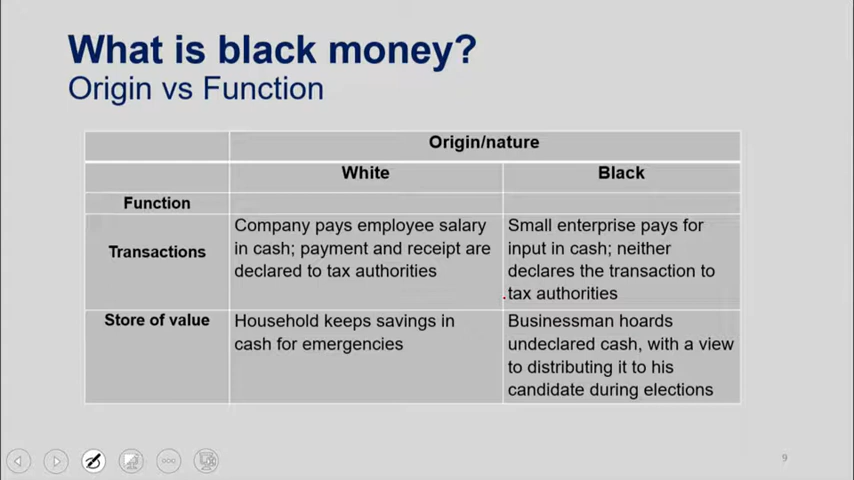 What is black money?
Origin vs Function
Origin/nature
White
Black
Function
Transactions
Company pays employee salary
in cash; payment and receipt are
declared to tax authorities
Small enterprise pays for
input in cash; neither
declares the transaction to
tax authorities
Store of value
Household keeps savings in
cash for emergencies
Businessman hoards
undeclared cash, with a view
to distributing it to his
candidate during elections
9